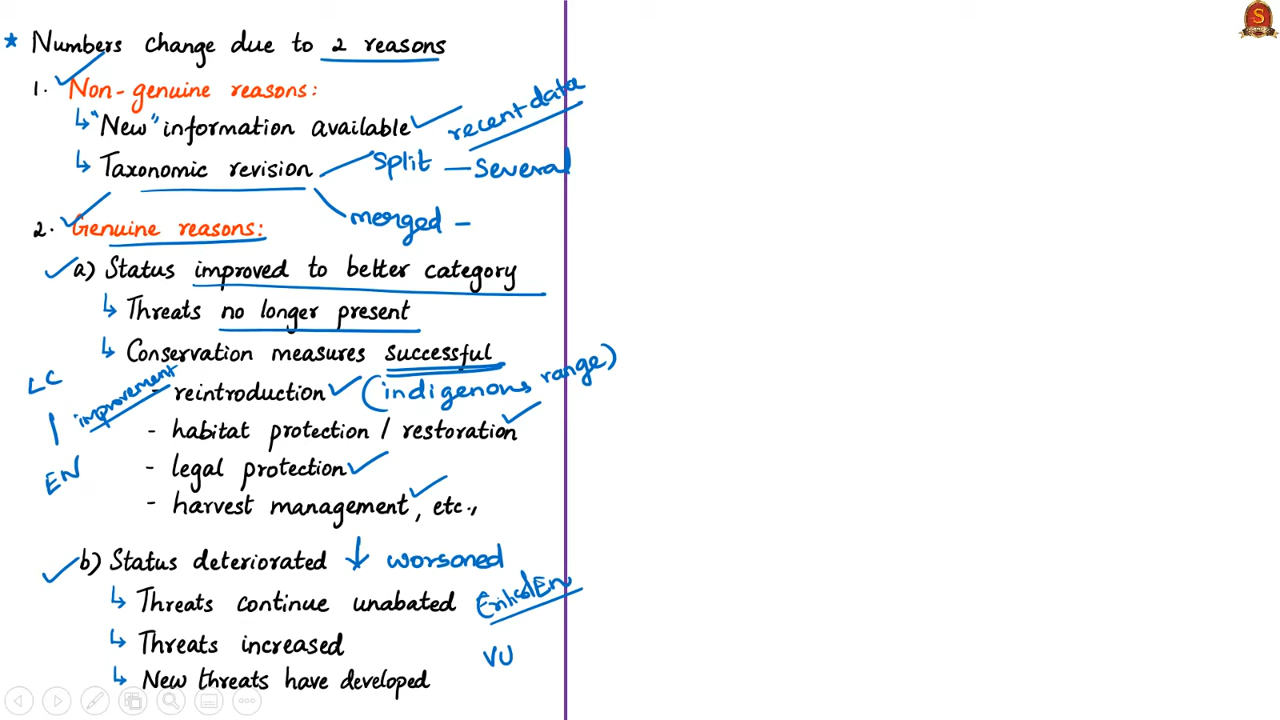 * Numbers change due to 2 reasons
1. Non-genuine reasons:
↳ "New" information available recent data
↳ Taxonomic revision split — several
merged —
2. Genuine reasons:
a) Status improved to better category
↳ Threats no longer present
↳ Conservation measures successful
LC improvement
- reintroduction (indigenous range)
- habitat protection / restoration
- legal protection
EN
- harvest management, etc.,
b) Status deteriorated ↓ worsoned
↳ Threats continue unabated
↳ Threats increased VU
↳ New threats have developed
S